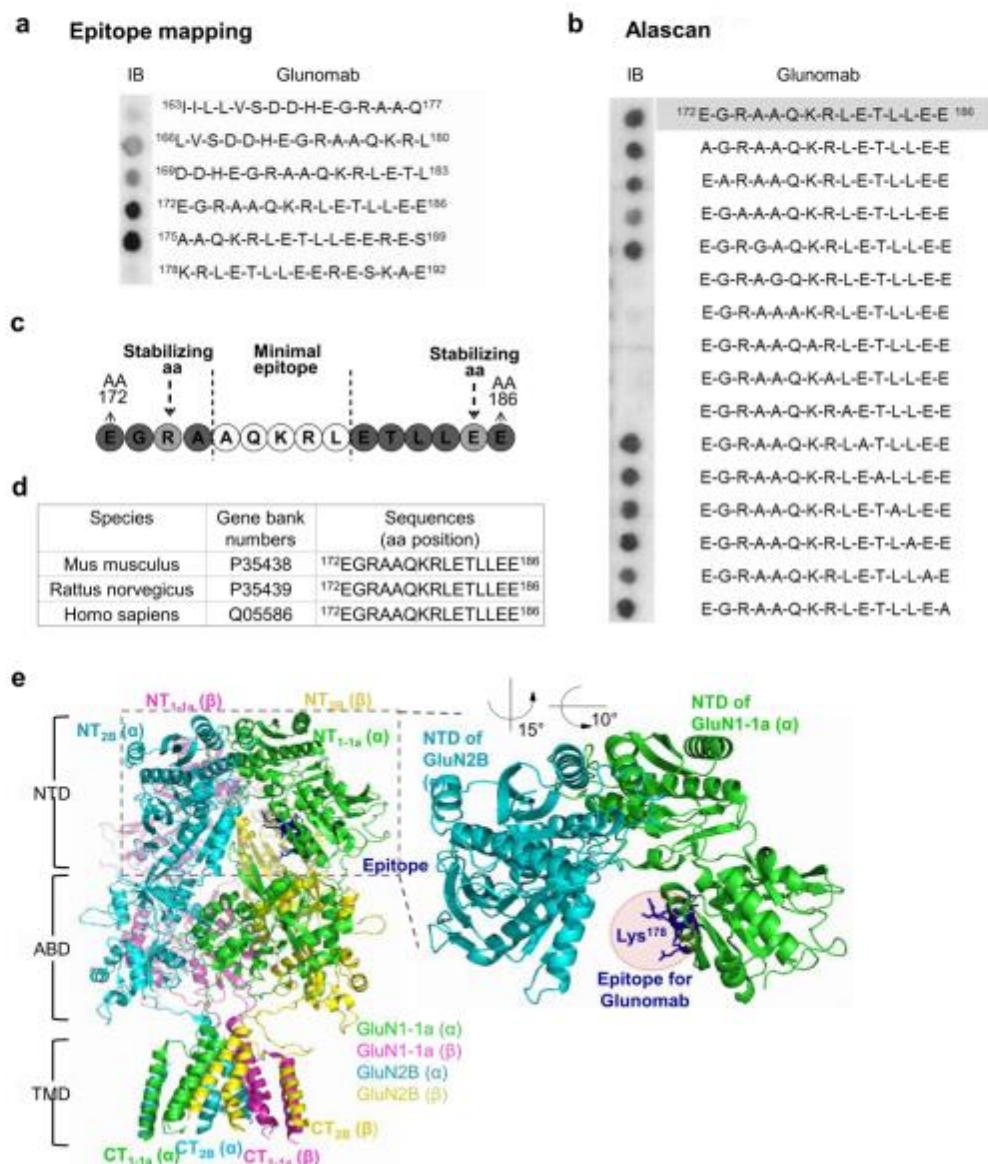 a Epitope mapping
IB Glunomab
163I-I-L-L-V-S-D-D-H-E-G-R-A-A-Q177
166L-V-S-D-D-H-E-G-R-A-A-Q-K-R-L180
169D-D-H-E-G-R-A-A-Q-K-R-L-E-T-L183
172E-G-R-A-A-Q-K-R-L-E-T-L-L-E-E186
175A-A-Q-K-R-L-E-T-L-L-E-E-R-E-S189
178K-R-L-E-T-L-L-E-E-R-E-S-K-A-E192
b Alascan
IB Glunomab
172E-G-R-A-A-Q-K-R-L-E-T-L-L-E-E 186
A-G-R-A-A-Q-K-R-L-E-T-L-L-E-E
E-A-R-A-A-Q-K-R-L-E-T-L-L-E-E
E-G-A-A-A-Q-K-R-L-E-T-L-L-E-E
E-G-R-G-A-Q-K-R-L-E-T-L-L-E-E
E-G-R-A-G-Q-K-R-L-E-T-L-L-E-E
E-G-R-A-A-A-K-R-L-E-T-L-L-E-E
E-G-R-A-A-Q-A-R-L-E-T-L-L-E-E
E-G-R-A-A-Q-K-A-L-E-T-L-L-E-E
E-G-R-A-A-Q-K-R-A-E-T-L-L-E-E
E-G-R-A-A-Q-K-R-L-A-T-L-L-E-E
E-G-R-A-A-Q-K-R-L-E-A-L-L-E-E
E-G-R-A-A-Q-K-R-L-E-T-A-L-E-E
E-G-R-A-A-Q-K-R-L-E-T-L-A-E-E
E-G-R-A-A-Q-K-R-L-E-T-L-L-A-E
E-G-R-A-A-Q-K-R-L-E-T-L-L-E-A
c
Stabilizing aa
Minimal epitope
Stabilizing aa
AA 172
AA 186
E G R A A Q K R L E T L L E E
d
Species Gene bank numbers Sequences (aa position)
Mus musculus P35438 172EGRAAQKRLETLLEE186
Rattus norvegicus P35439 172EGRAAQKRLETLLEE186
Homo sapiens Q05586 172EGRAAQKRLETLLEE186
e
NT1-1a (β)
NT2B (β)
NT2B (α)
NT1-1a (α)
NTD
Epitope
ABD
GluN1-1a (α)
GluN1-1a (β)
GluN2B (α)
GluN2B (β)
TMD
CT2B (β)
CT1-1a (α)
CT2B (α)
CT1-1a (β)
15°
10°
NTD of GluN1-1a (α)
NTD of GluN2B
Lys178
Epitope for Glunomab